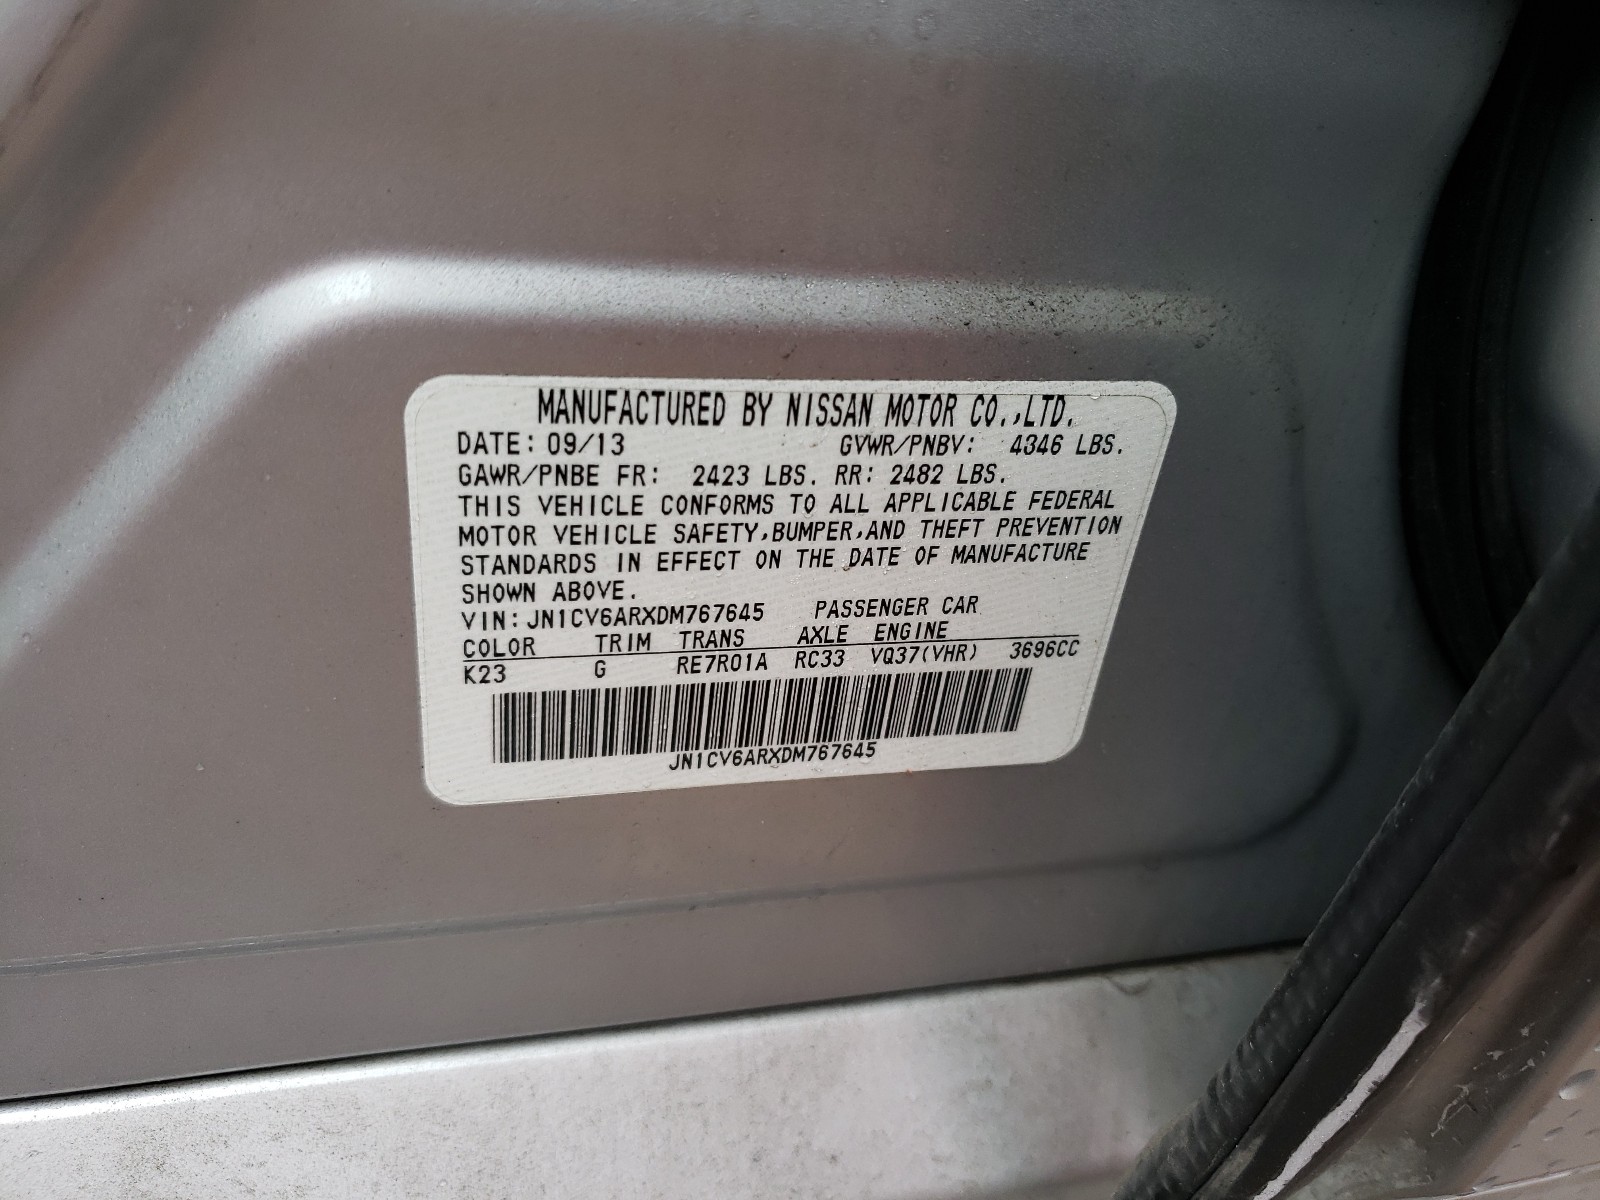 MANUFACTURED BY NISSAN MOTOR CO.,LTD.
DATE: 09/13 GVWR/PNBV: 4346 LBS.
GAWR/PNBE FR: 2423 LBS. RR: 2482 LBS.
THIS VEHICLE CONFORMS TO ALL APPLICABLE FEDERAL
MOTOR VEHICLE SAFETY,BUMPER,AND THEFT PREVENTION
STANDARDS IN EFFECT ON THE DATE OF MANUFACTURE
SHOWN ABOVE.
VIN: JN1CV6ARXDM767645 PASSENGER CAR
COLOR TRIM TRANS AXLE ENGINE
K23 G RE7R01A RC33 VQ37(VHR) 3696CC
JN1CV6ARXDM767645